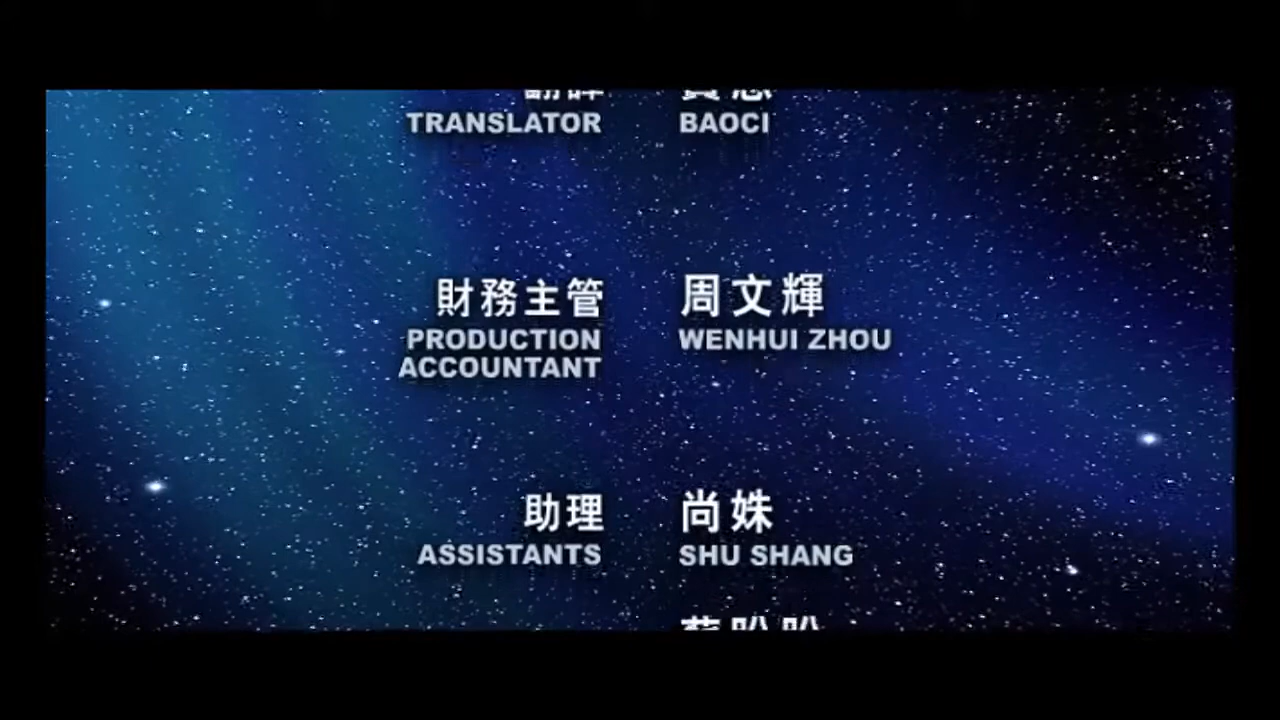 TRANSLATOR BAOCI
財務主管 周文輝
PRODUCTION WENHUI ZHOU
ACCOUNTANT
助理 尚姝
ASSISTANTS SHU SHANG